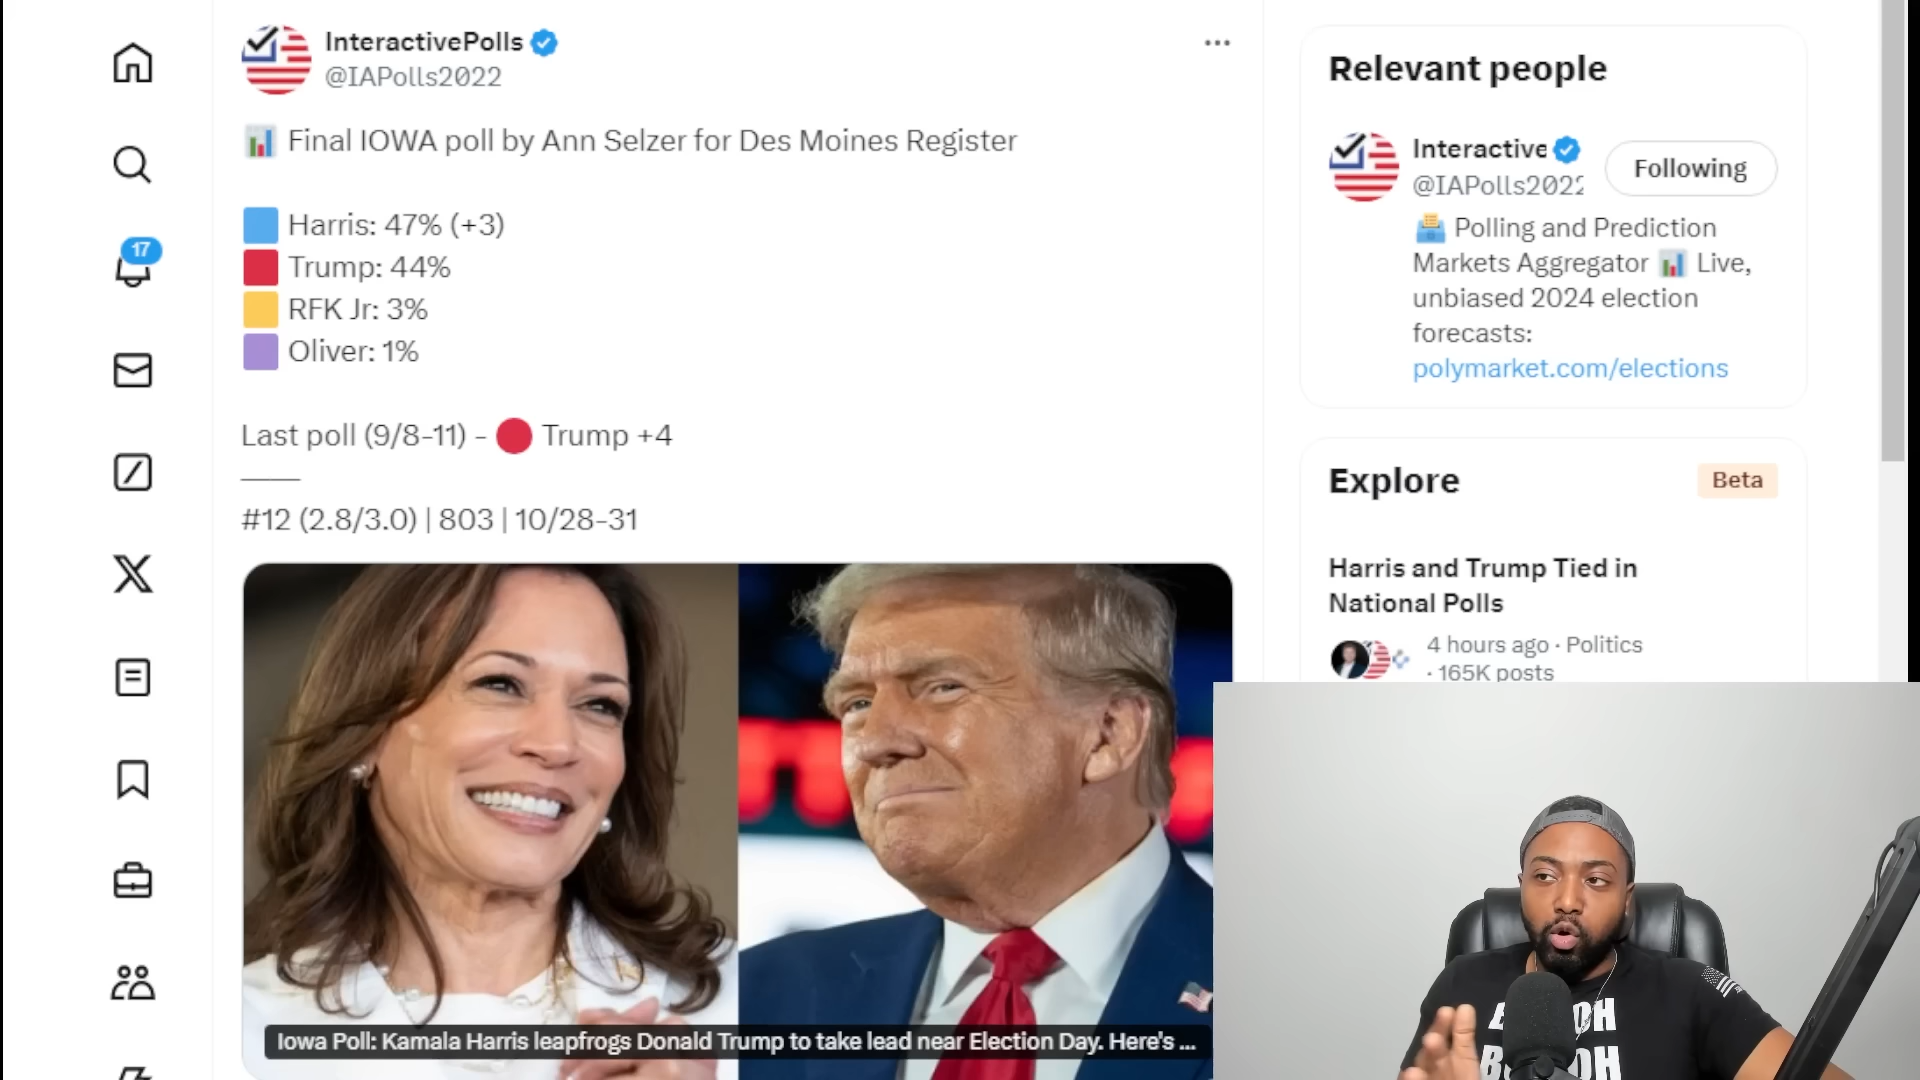 InteractivePolls
@IAPolls2022
Final IOWA poll by Ann Selzer for Des Moines Register
Harris: 47% (+3)
Trump: 44%
RFK Jr: 3%
Oliver: 1%
Last poll (9/8-11) - Trump +4
#12 (2.8/3.0) | 803 | 10/28-31
Iowa Poll: Kamala Harris leapfrogs Donald Trump to take lead near Election Day. Here's ...
17
Relevant people
Interactive
@IAPolls2022
Following
Polling and Prediction
Markets Aggregator Live,
unbiased 2024 election
forecasts:
polymarket.com/elections
Explore
Beta
Harris and Trump Tied in
National Polls
4 hours ago · Politics
· 165K posts